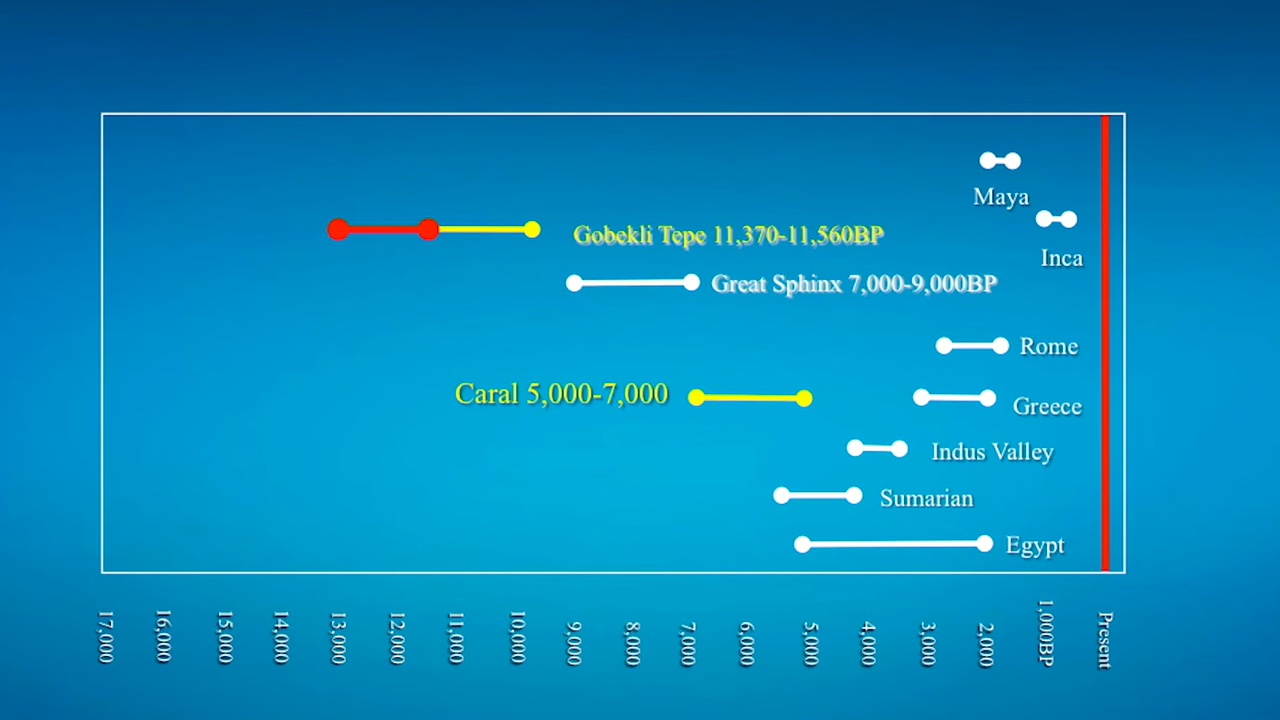 Maya
Gobekli Tepe 11,370-11,560BP
Inca
Great Sphinx 7,000-9,000BP
Rome
Caral 5,000-7,000
Greece
Indus Valley
Sumarian
Egypt
17,000
16,000
15,000
14,000
13,000
12,000
11,000
10,000
9,000
8,000
7,000
6,000
5,000
4,000
3,000
2,000
1,000BP
Present